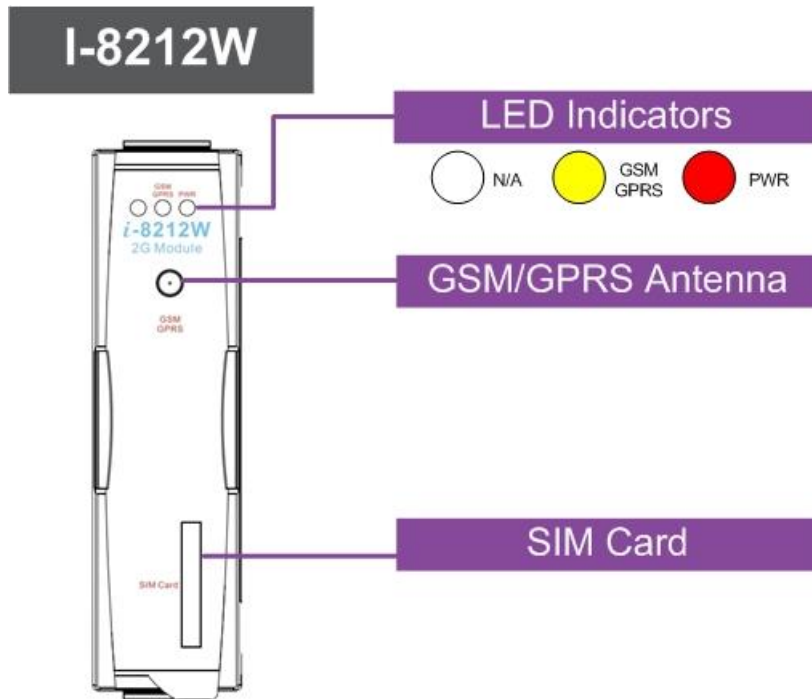 I-8212W
LED Indicators
N/A
GSM
GPRS
PWR
GSM
GPRS
PWR
i-8212W
2G Module
GSM/GPRS Antenna
GSM
GPRS
SIM Card
SIM Card